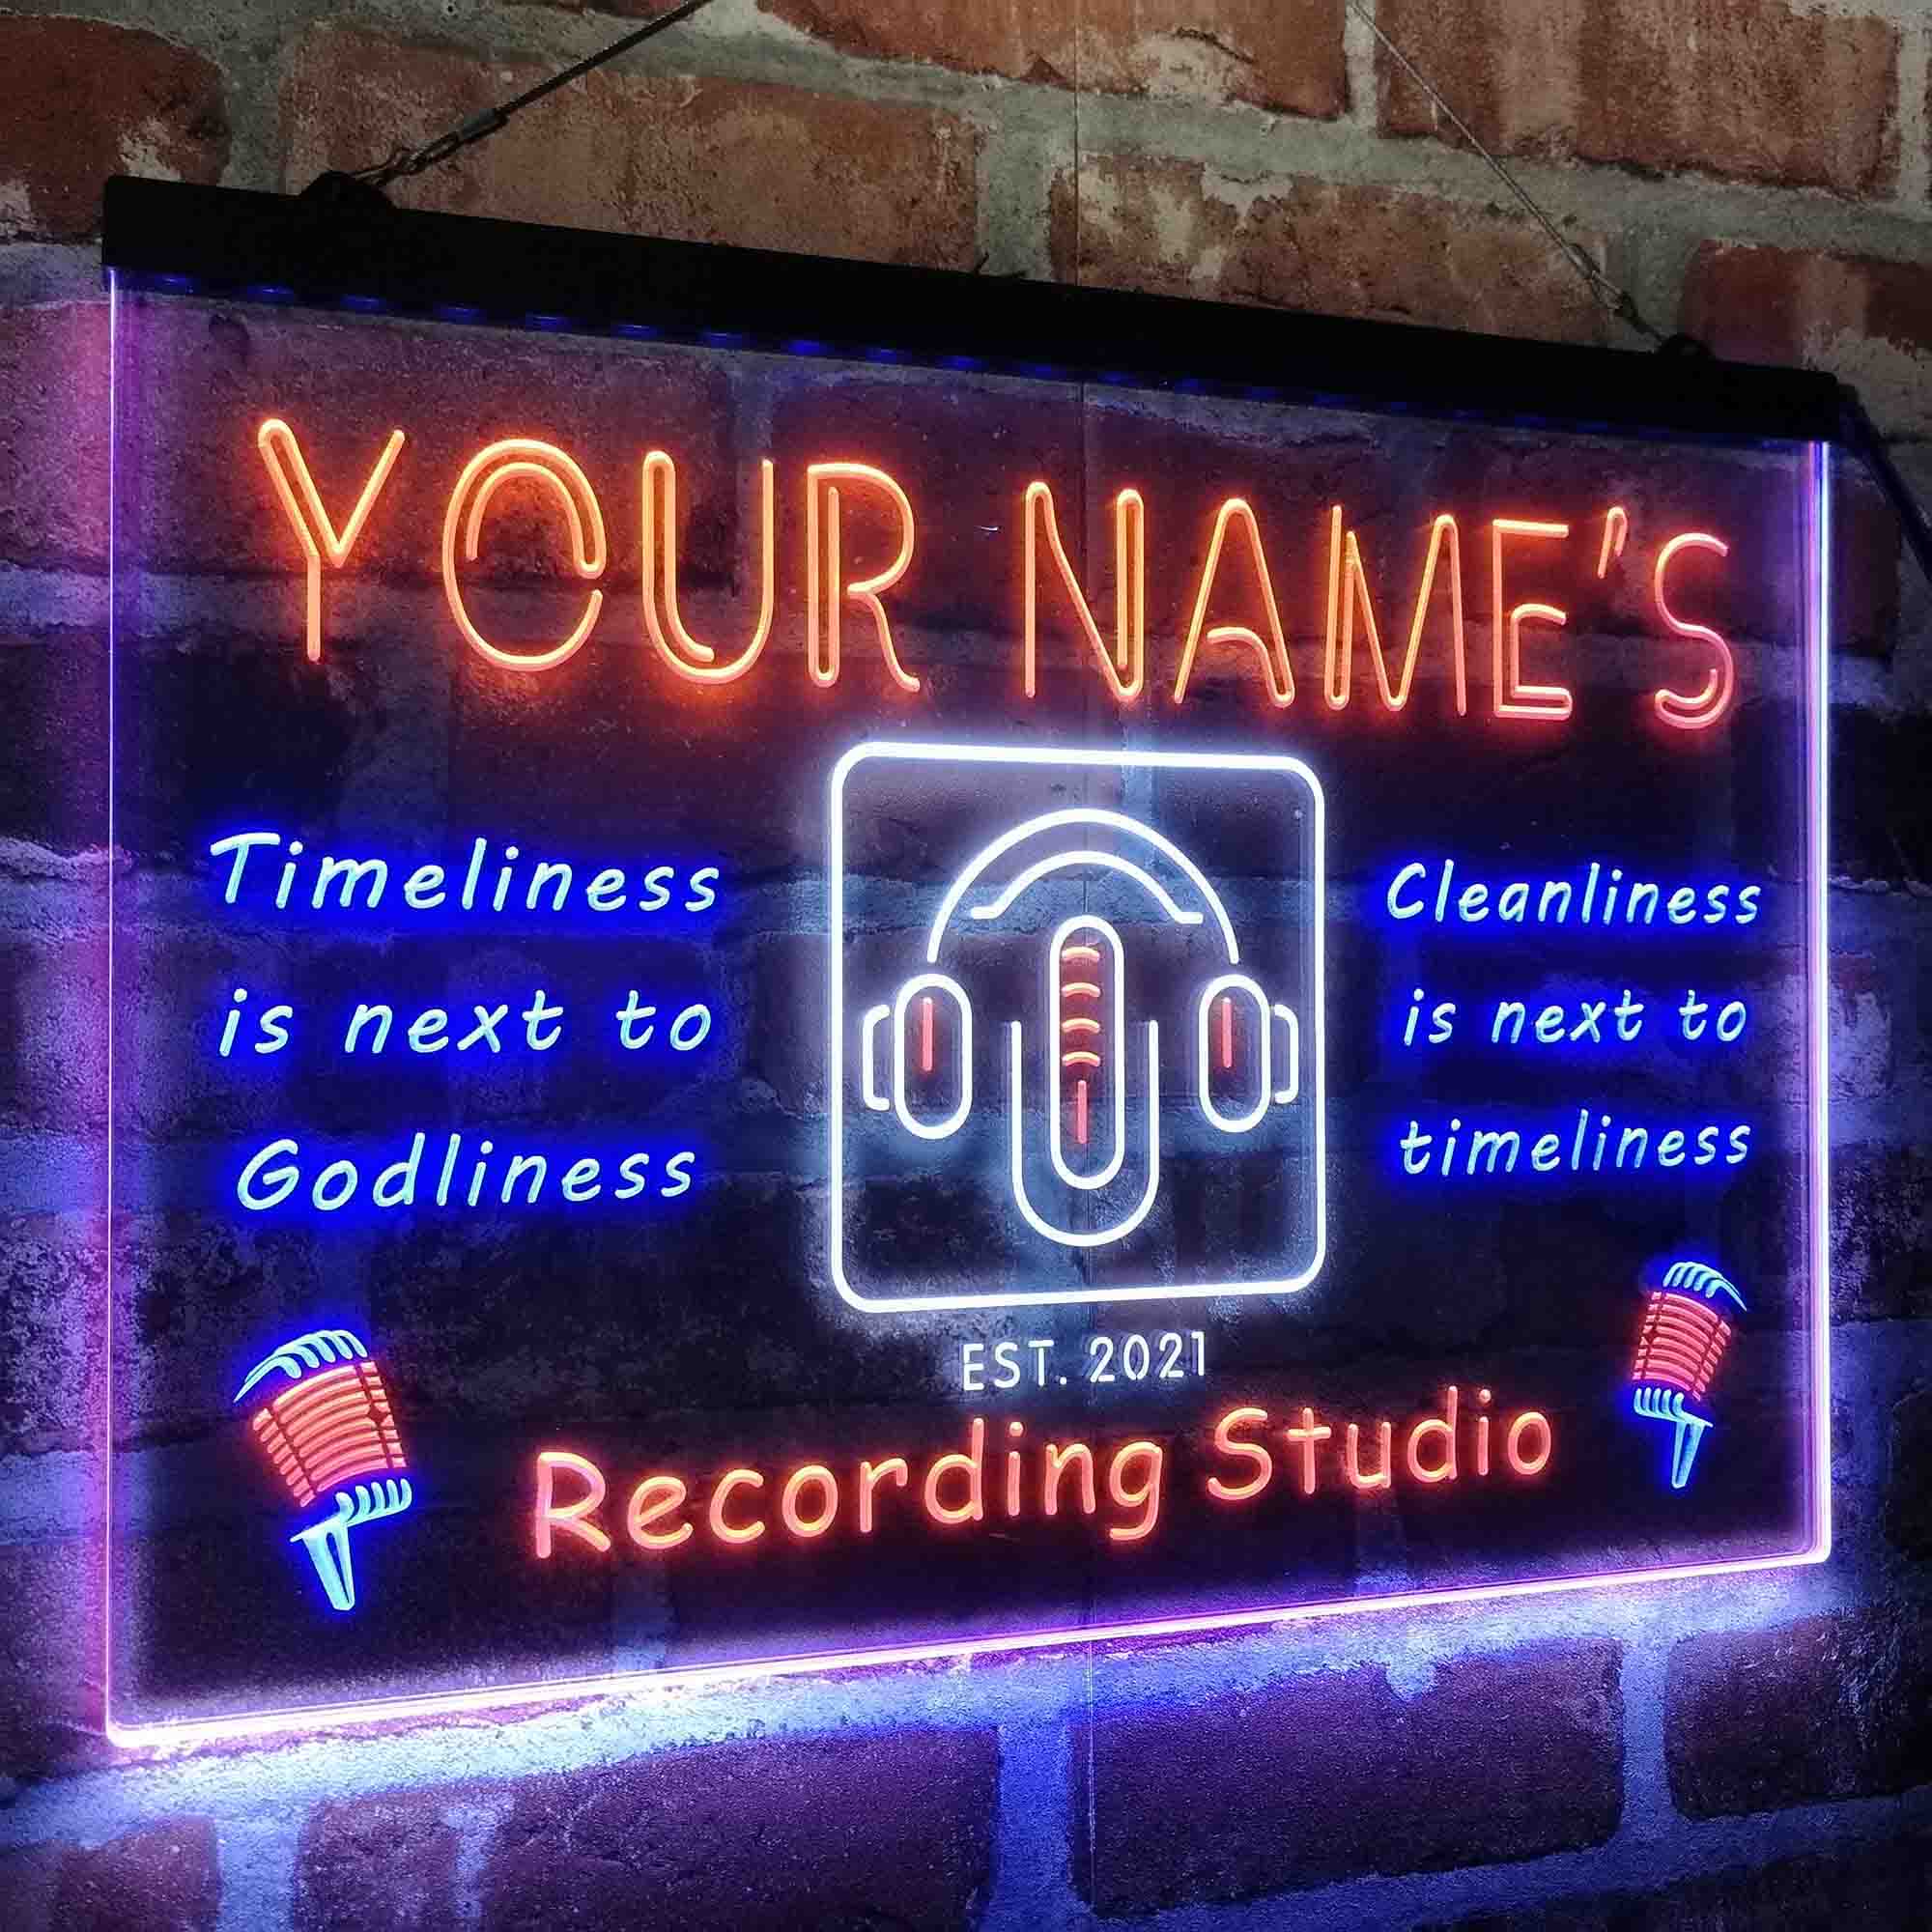 YOUR NAME'S
Timeliness
is next to
Godliness
Cleanliness
is next to
timeliness
EST. 2021
Recording Studio